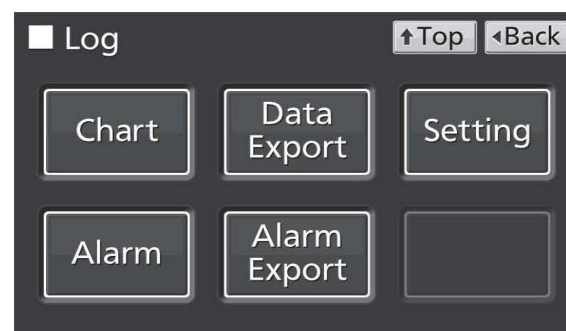 Log
↑Top
◂Back
Chart
Data
Export
Setting
Alarm
Alarm
Export